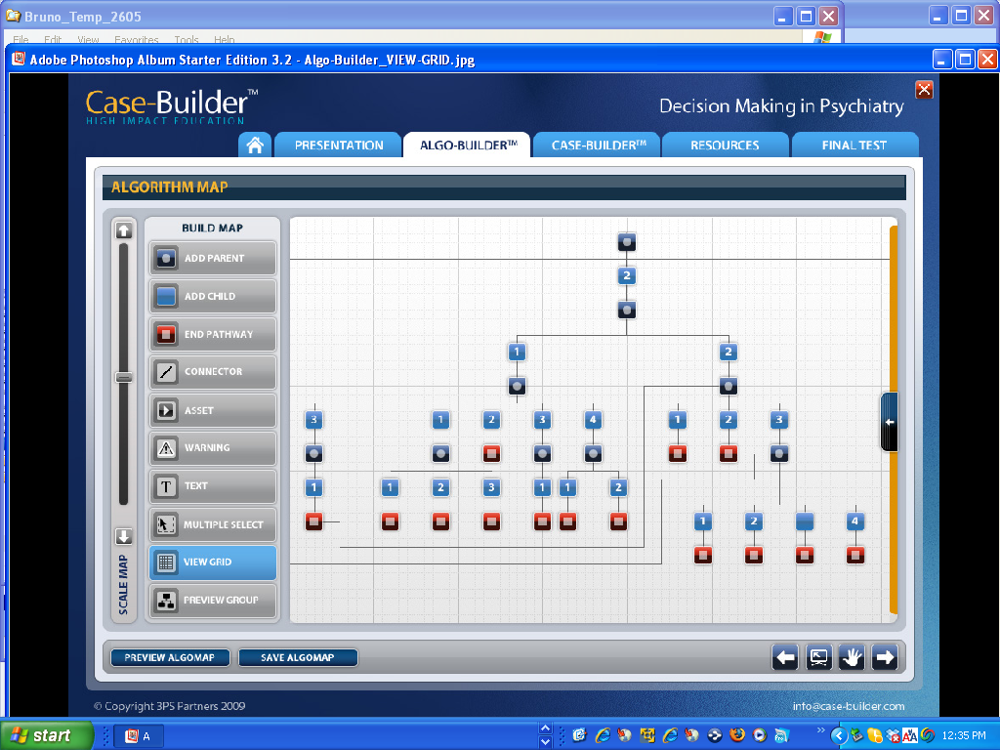 Bruno_Temp_2605
File Edit View Favorites Tools Help
Adobe Photoshop Album Starter Edition 3.2 - Algo-Builder_VIEW-GRID.jpg
Case-Builder™
HIGH IMPACT EDUCATION
Decision Making in Psychiatry
PRESENTATION ALGO-BUILDER™ CASE-BUILDER™ RESOURCES FINAL TEST
ALGORITHM MAP
BUILD MAP
ADD PARENT
ADD CHILD
END PATHWAY
CONNECTOR
ASSET
WARNING
T TEXT
MULTIPLE SELECT
VIEW GRID
PREVIEW GROUP
SCALE MAP
2
1 2
3 1 2 3 4 1 2 3
1 1 2 3 1 1 2
1 2 4
PREVIEW ALGOMAP SAVE ALGOMAP
© Copyright 3PS Partners 2009
info@case-builder.com
start A 12:35 PM